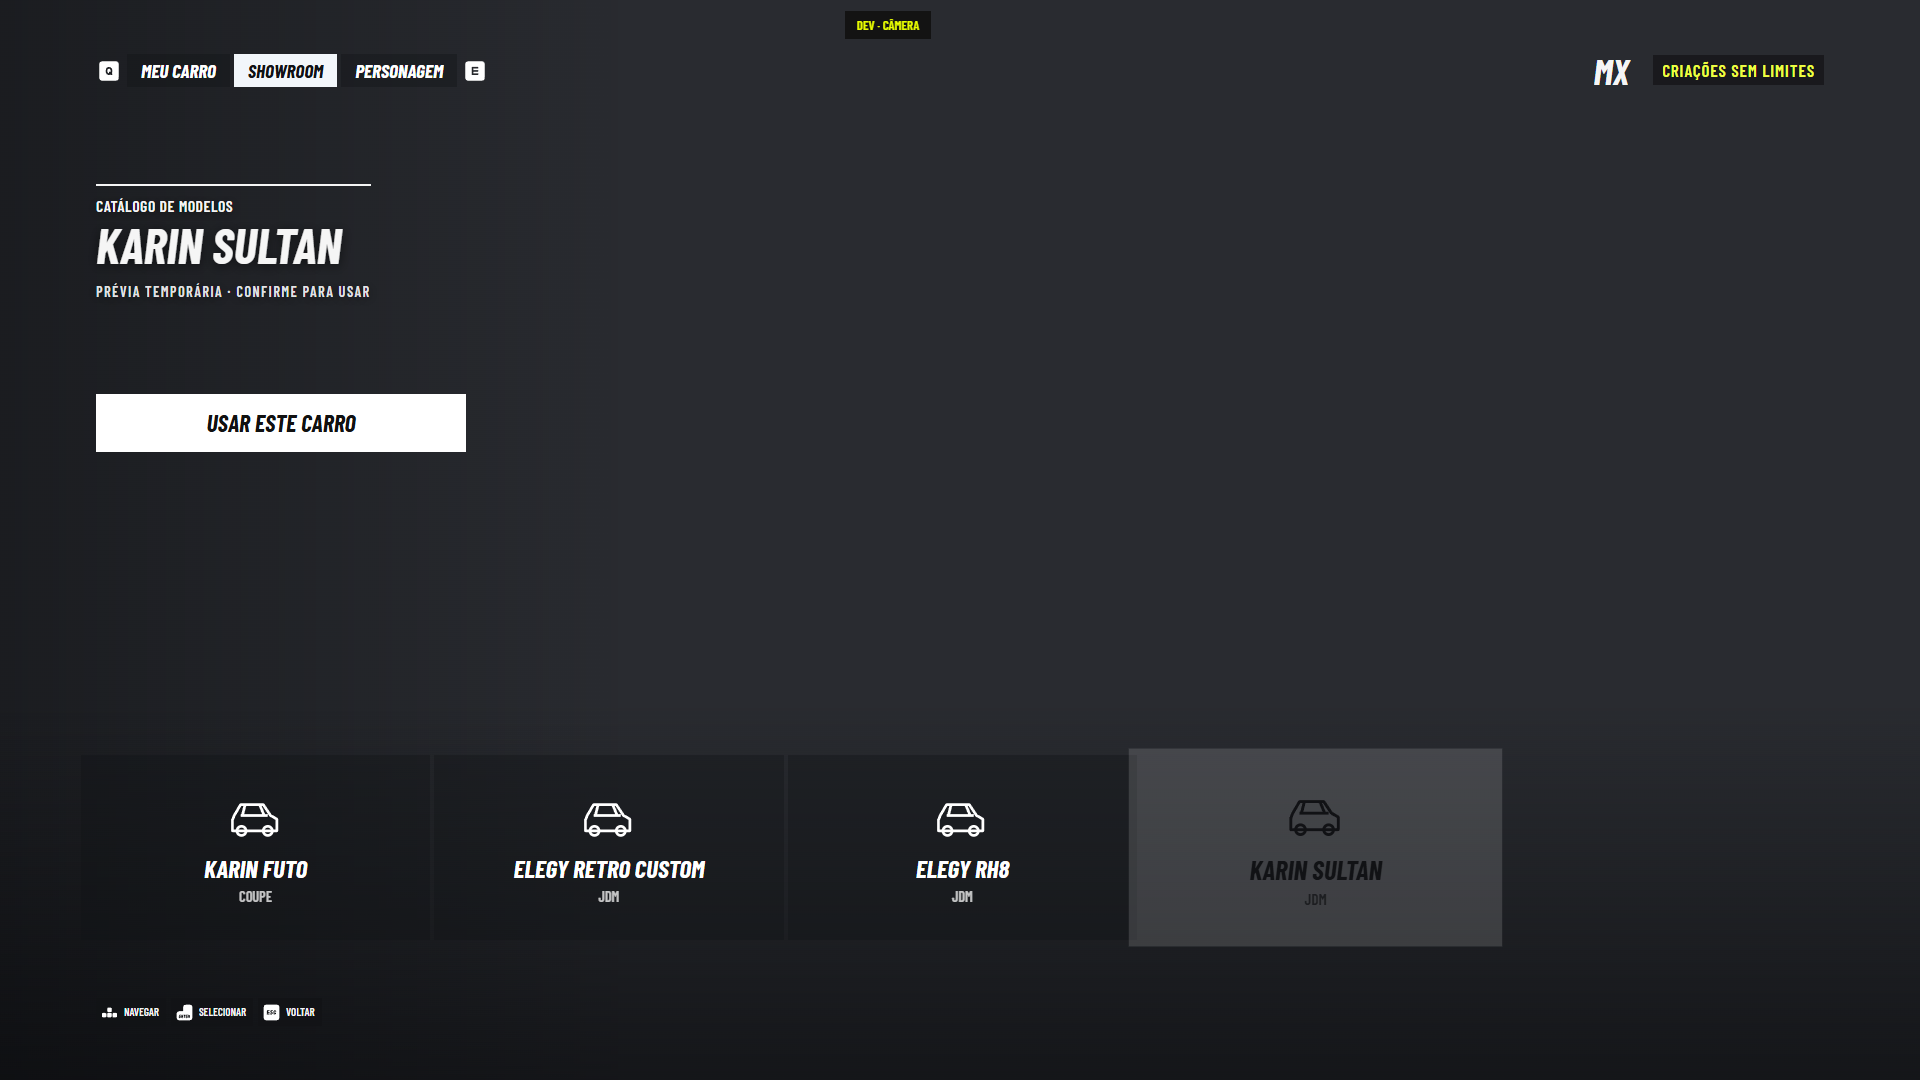 DEV · CÂMERA
Q MEU CARRO SHOWROOM PERSONAGEM E
MX CRIAÇÕES SEM LIMITES
CATÁLOGO DE MODELOS
KARIN SULTAN
PRÉVIA TEMPORÁRIA · CONFIRME PARA USAR
USAR ESTE CARRO
KARIN FUTO
COUPE
ELEGY RETRO CUSTOM
JDM
ELEGY RH8
JDM
KARIN SULTAN
JDM
NAVEGAR ENTER SELECIONAR ESC VOLTAR